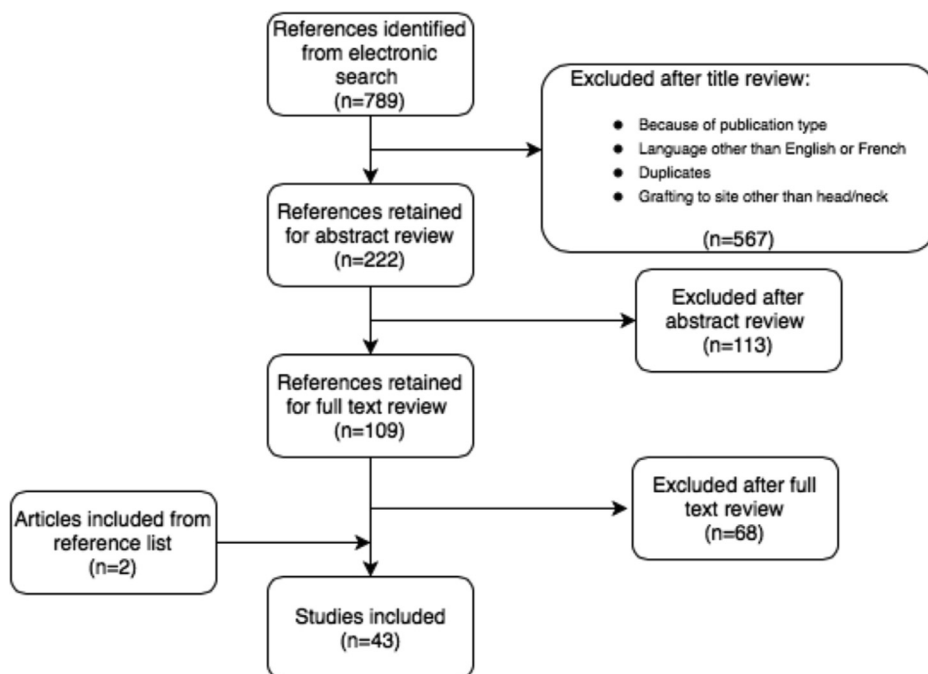 References identified
from electronic
search
(n=789)
Excluded after title review:
● Because of publication type
● Language other than English or French
● Duplicates
● Grafting to site other than head/neck
(n=567)
References retained
for abstract review
(n=222)
Excluded after
abstract review
(n=113)
References retained
for full text review
(n=109)
Excluded after full
text review
(n=68)
Articles included from
reference list
(n=2)
Studies included
(n=43)